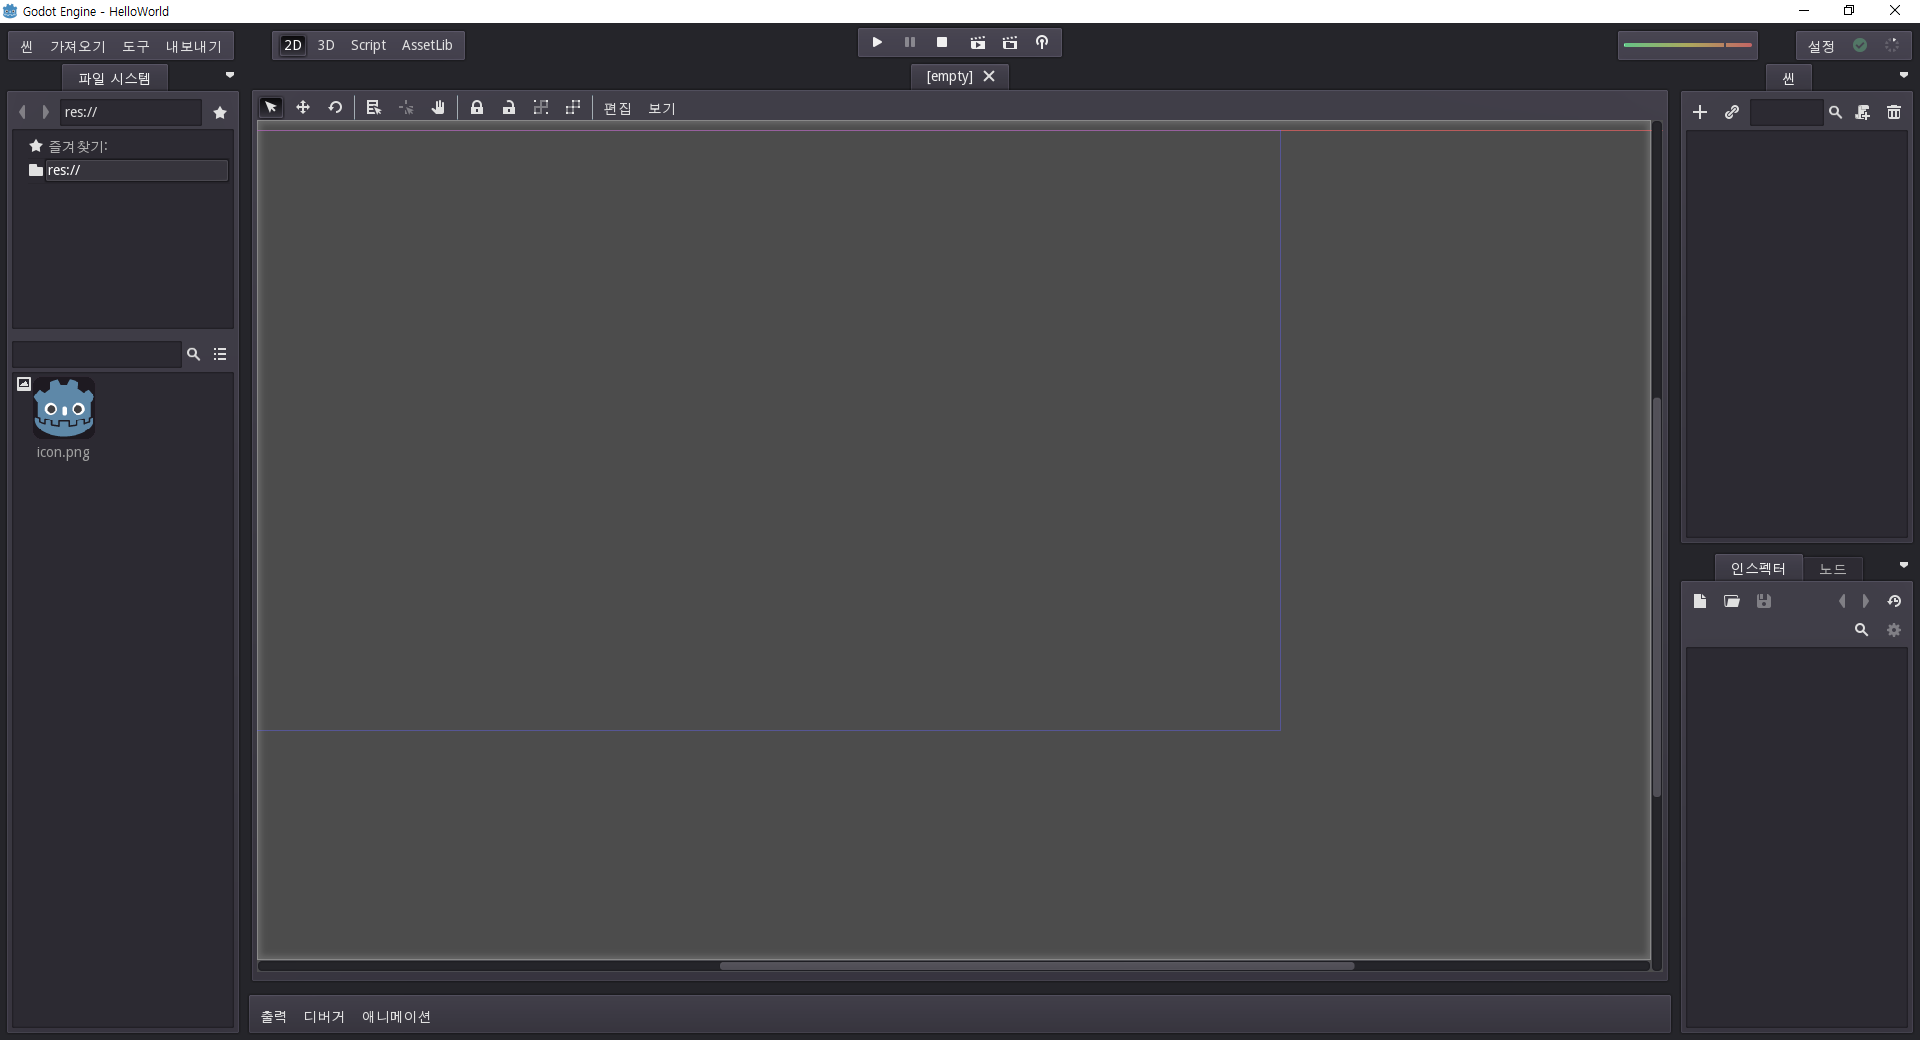 Godot Engine - HelloWorld
씬 가져오기 도구 내보내기
2D 3D Script AssetLib
설정
파일 시스템
[empty]
씬
res://
편집 보기
즐겨찾기:
res://
icon.png
인스펙터 노드
출력 디버거 애니메이션